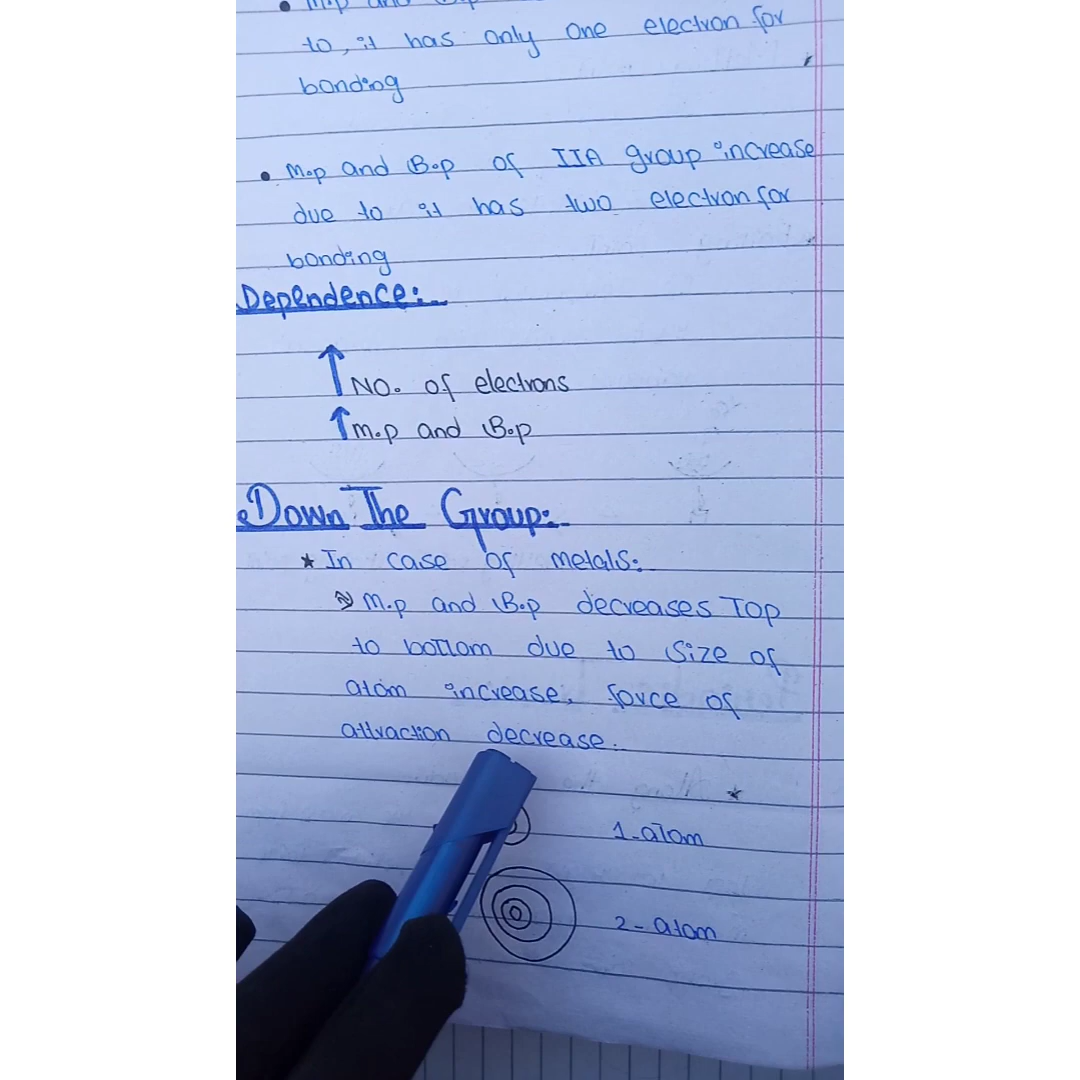 • M.p and B.p
to, it has only one electron for
bonding
• M.p and B.p of IIA group increase
due to it has two electron for
bonding
Dependence:-
↑ NO. of electrons
↑ m.p and B.p
Down The Group:-
★ In case of metals:
M.p and B.p decreases Top
to bottom due to size of
atom increase, force of
attraction decrease.
1-atom
2-atom